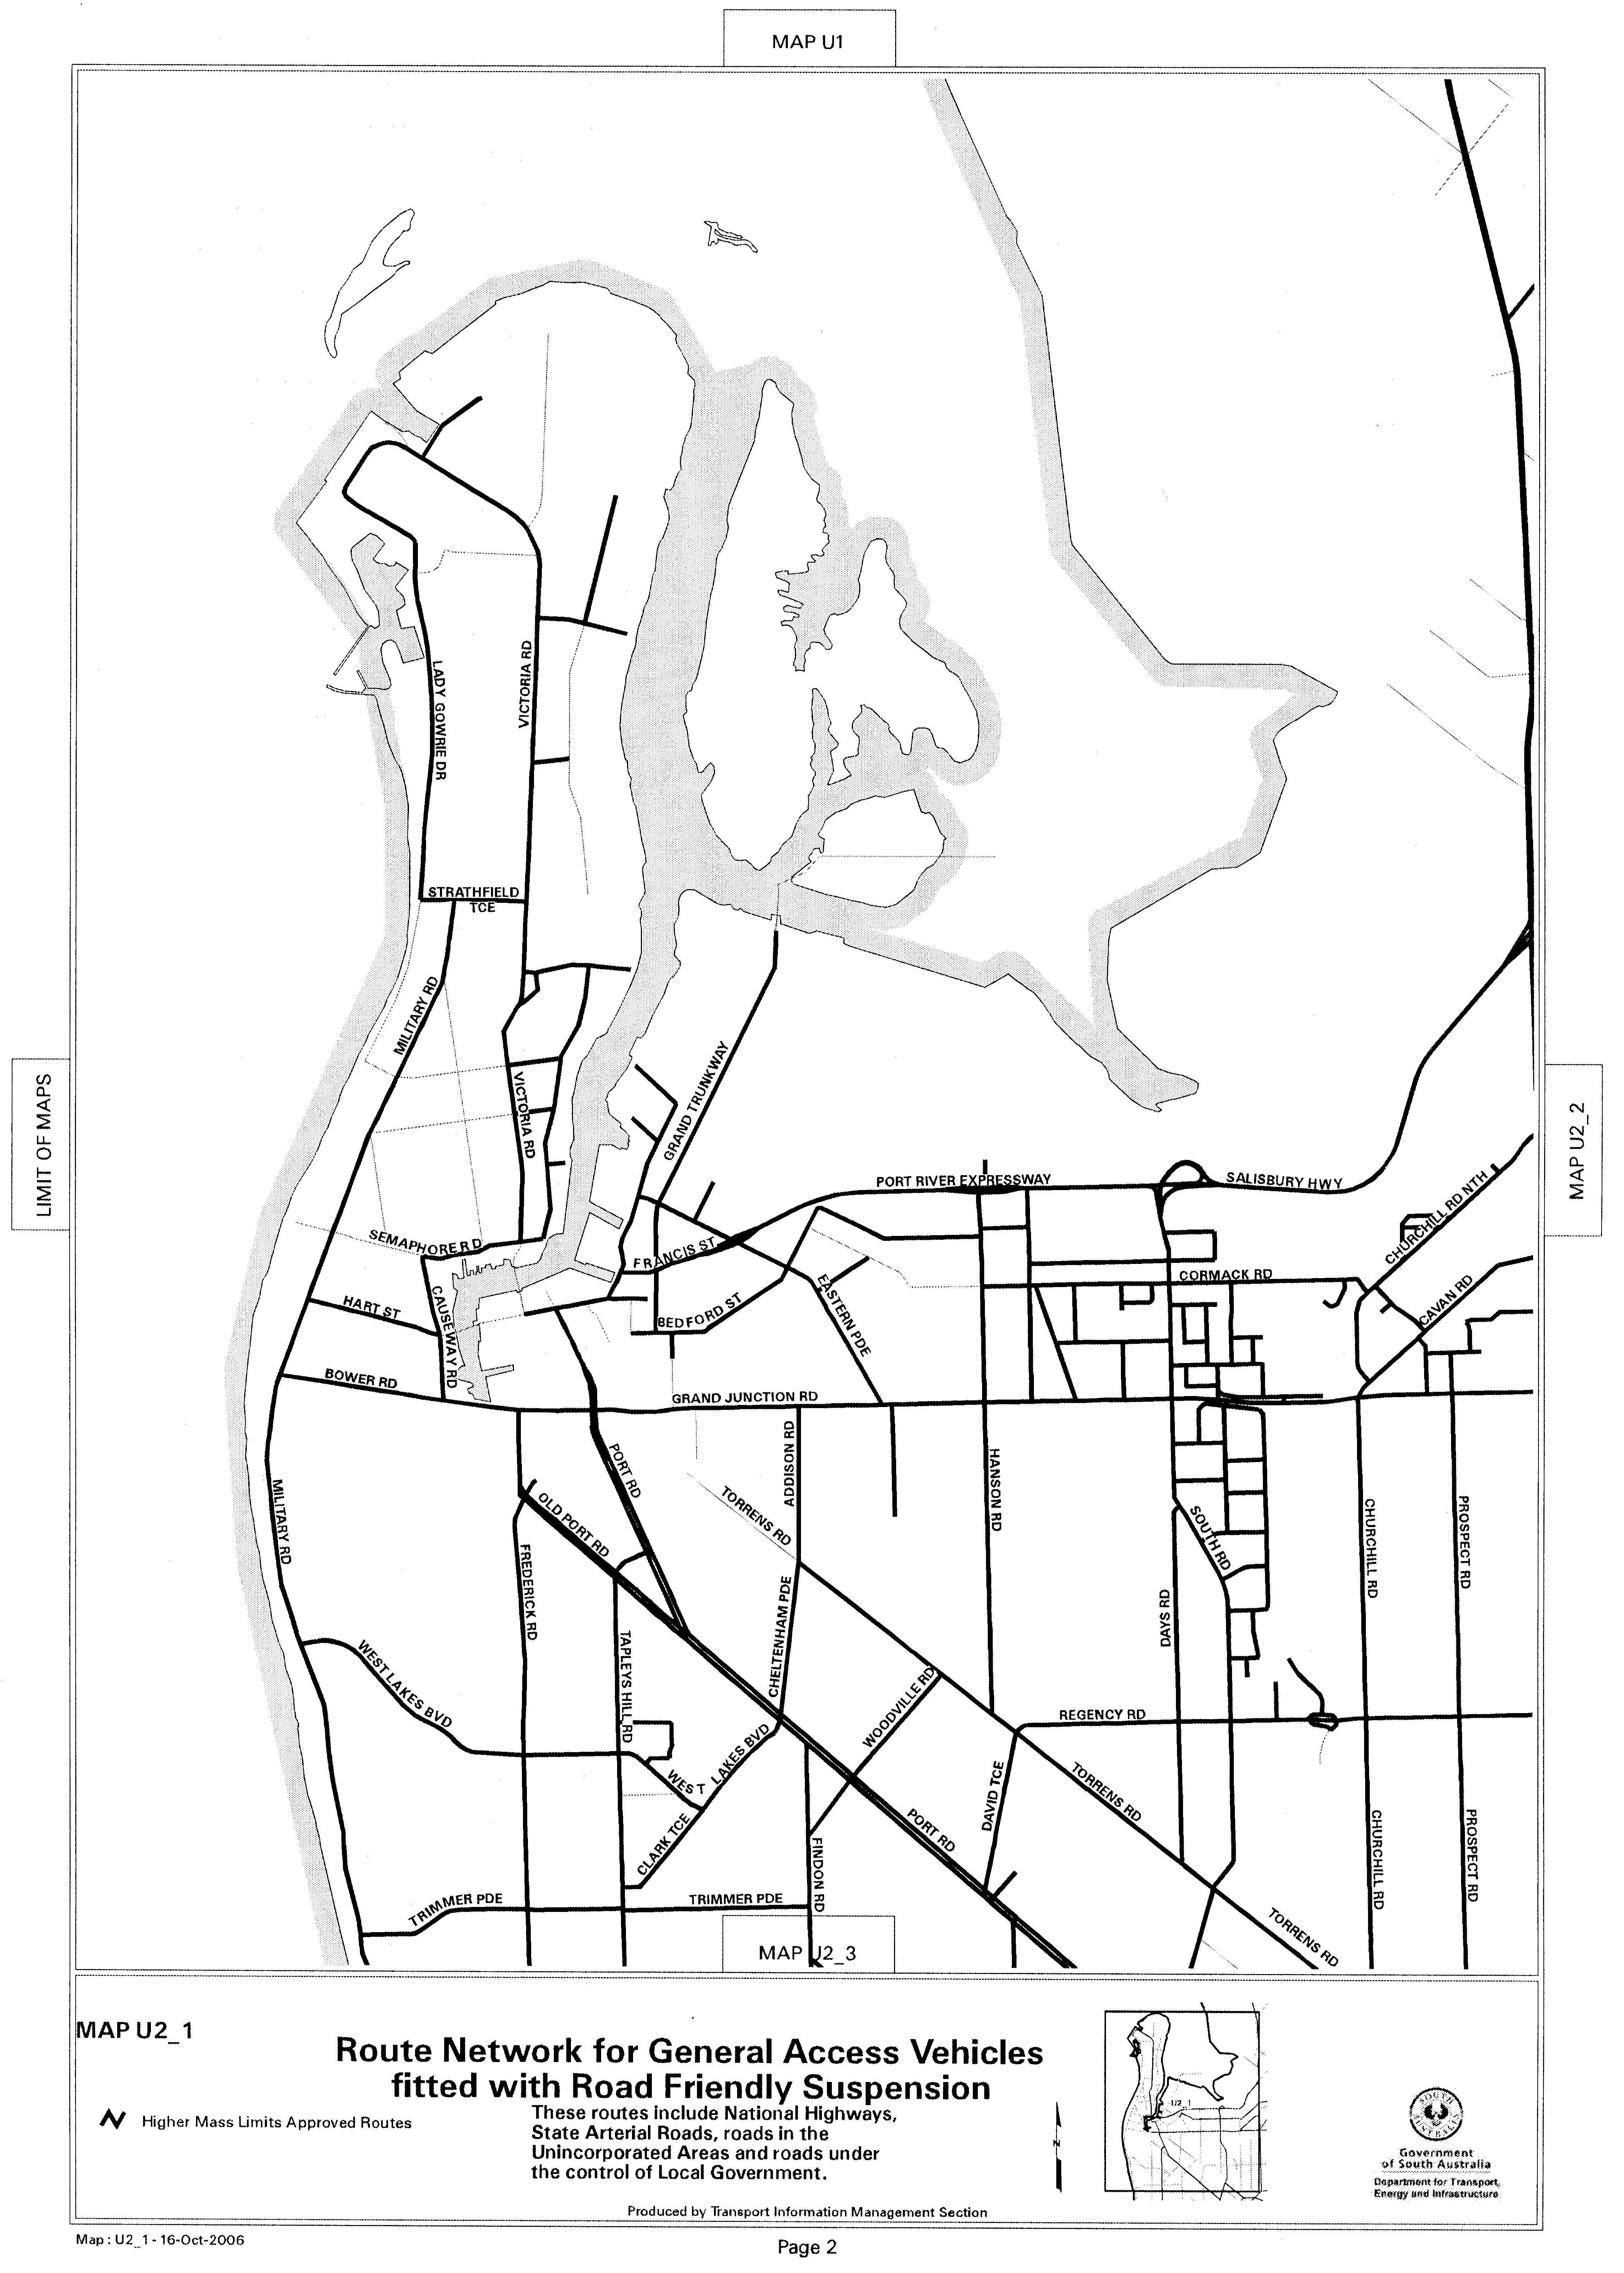 MAP U1
LIMIT OF MAPS
MAP U2_2
LADY GOWRIE DR
VICTORIA RD
STRATHFIELD
TCE
MILITARY RD
VICTORIA RD
GRAND TRUNKWAY
PORT RIVER EXPRESSWAY
SALISBURY HWY
CHURCHILL RD NTH
SEMAPHORE RD
FRANCIS ST
CORMACK RD
CAVAN RD
HART ST
CAUSEWAY RD
BEDFORD ST
EASTERN PDE
BOWER RD
GRAND JUNCTION RD
MILITARY RD
PORT RD
OLD PORT RD
ADDISON RD
TORRENS RD
HANSON RD
SOUTH RD
CHURCHILL RD
PROSPECT RD
FREDERICK RD
CHELTENHAM PDE
DAYS RD
TAPLEYS HILL RD
WEST LAKES BVD
WOODVILLE RD
REGENCY RD
WEST LAKES BVD
DAVID TCE
TORRENS RD
CLARK TCE
PORT RD
FINDON RD
CHURCHILL RD
PROSPECT RD
TRIMMER PDE
TRIMMER PDE
TORRENS RD
MAP U2_3
MAP U2_1
Route Network for General Access Vehicles
fitted with Road Friendly Suspension
Higher Mass Limits Approved Routes
These routes include National Highways,
State Arterial Roads, roads in the
Unincorporated Areas and roads under
the control of Local Government.
N
U2_1
SOUTH
AUSTRALIA
Government
of South Australia
Department for Transport,
Energy and Infrastructure
Produced by Transport Information Management Section
Map : U2_1 - 16-Oct-2006
Page 2